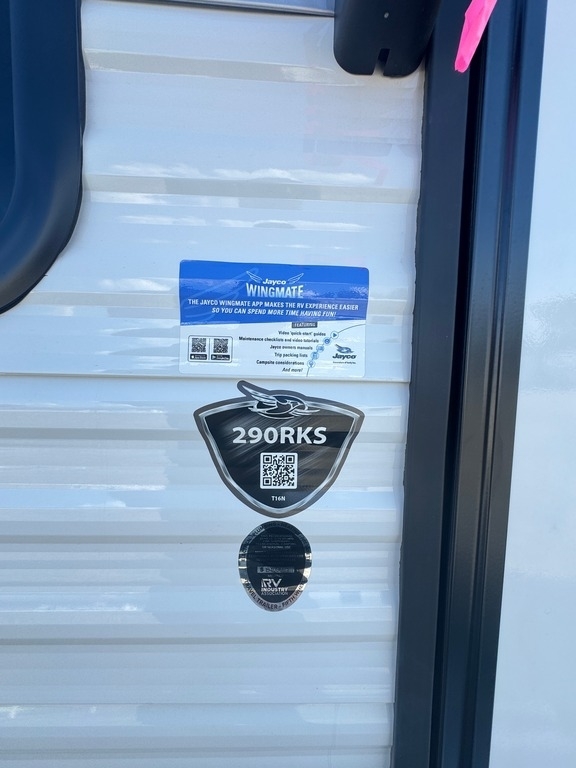 Jayco
WINGMATE
THE JAYCO WINGMATE APP MAKES THE RV EXPERIENCE EASIER
SO YOU CAN SPEND MORE TIME HAVING FUN!
FEATURING
Video 'quick-start' guides
Maintenance checklists and video tutorials
Jayco owners manuals
Trip packing lists
Campsite considerations
And more!
Jayco
290RKS
T16N
RV
INDUSTRY
ASSOCIATION